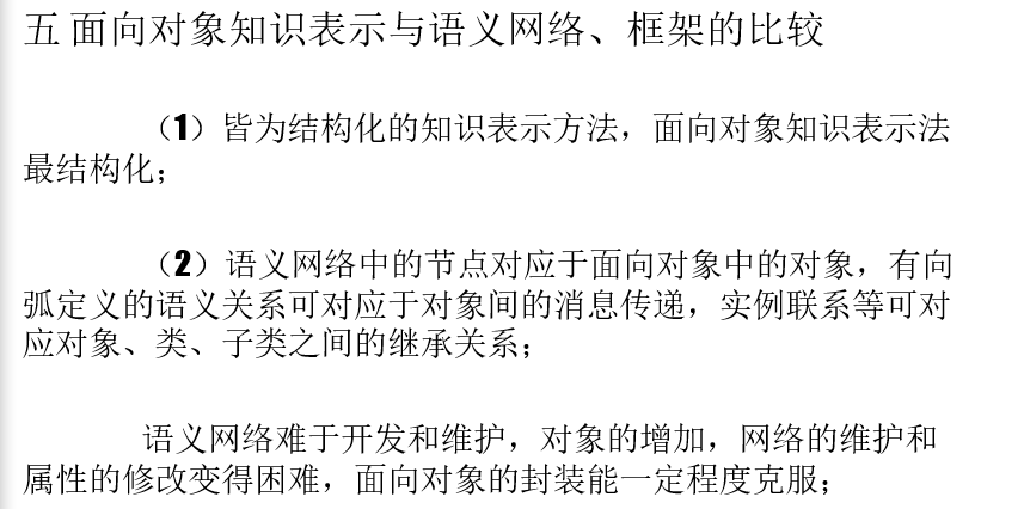 五 面向对象知识表示与语义网络、框架的比较
（1）皆为结构化的知识表示方法，面向对象知识表示法
最结构化；
（2）语义网络中的节点对应于面向对象中的对象，有向
弧定义的语义关系可对应于对象间的消息传递，实例联系等可对
应对象、类、子类之间的继承关系；
语义网络难于开发和维护，对象的增加，网络的维护和
属性的修改变得困难，面向对象的封装能一定程度克服；